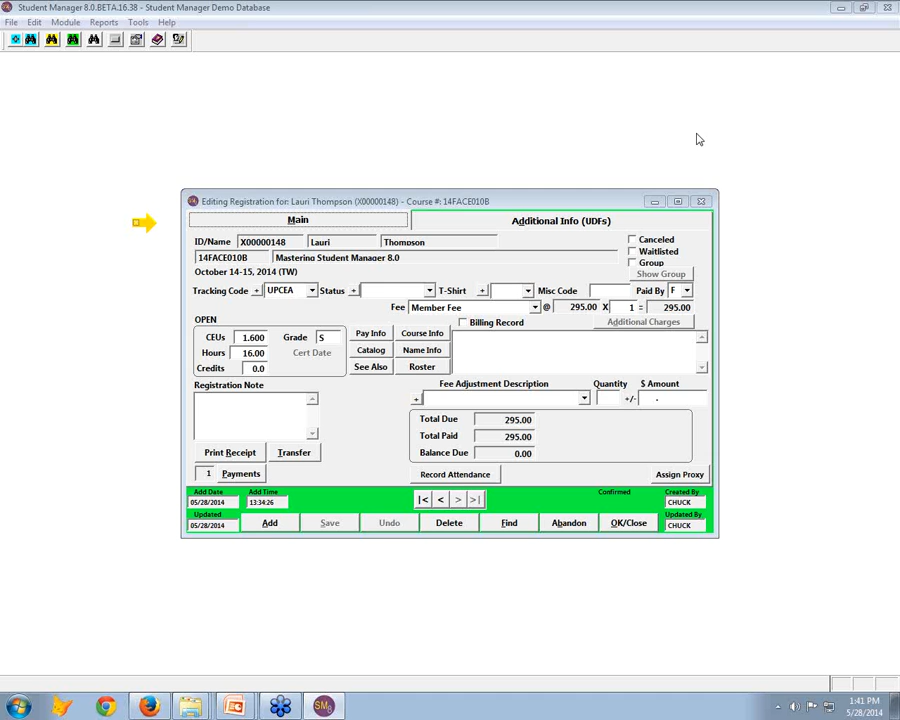 Student Manager 8.0.BETA.16.38 - Student Manager Demo Database
File Edit Module Reports Tools Help
Editing Registration for: Lauri Thompson (X00000148) - Course #: 14FACE010B
Main Additional Info (UDFs)
ID/Name X00000148 Lauri Thompson Canceled
14FACE010B Mastering Student Manager 8.0 Waitlisted
Group
October 14-15, 2014 (TW) Show Group
Tracking Code + UPCEA Status + T-Shirt + Misc Code Paid By F
Fee Member Fee @ 295.00 X 1 = 295.00
OPEN Billing Record Additional Charges
CEUs 1.600 Grade S Pay Info Course Info
Hours 16.00 Cert Date Catalog Name Info
Credits 0.0 See Also Roster
Registration Note Fee Adjustment Description Quantity $ Amount
+ +/- .
Total Due 295.00
Total Paid 295.00
Print Receipt Transfer Balance Due 0.00
1 Payments Record Attendance Assign Proxy
Add Date Add Time Confirmed Created By
05/28/2014 13:34:26 |< < > >| CHUCK
Updated Updated By
05/28/2014 Add Save Undo Delete Find Abandon OK/Close CHUCK
SM8
1:41 PM
5/28/2014